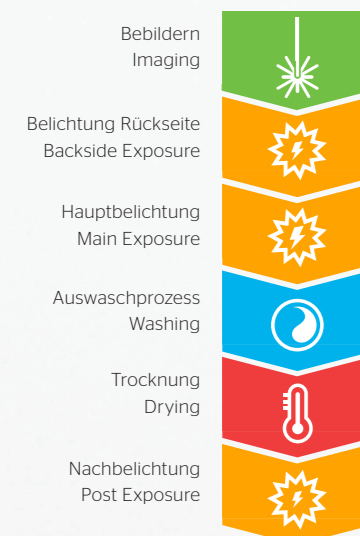 Bebildern
Imaging
Belichtung Rückseite
Backside Exposure
Hauptbelichtung
Main Exposure
Auswaschprozess
Washing
Trocknung
Drying
Nachbelichtung
Post Exposure